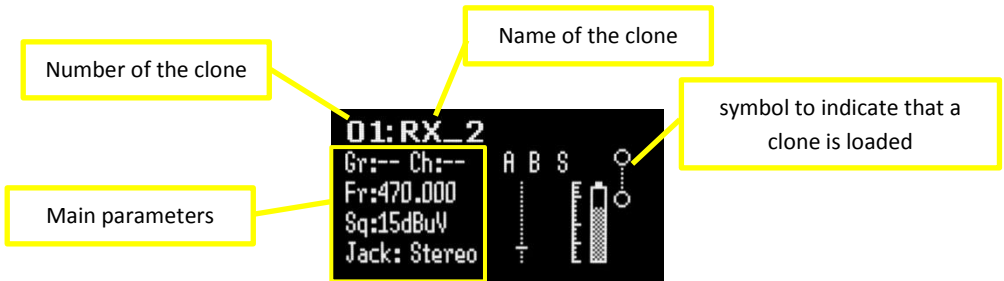 Name of the clone
Number of the clone
symbol to indicate that a
clone is loaded
01:RX_2
Gr:-- Ch:-- A B S
Fr:470.000
Sq:15dBuV
Jack: Stereo
Main parameters